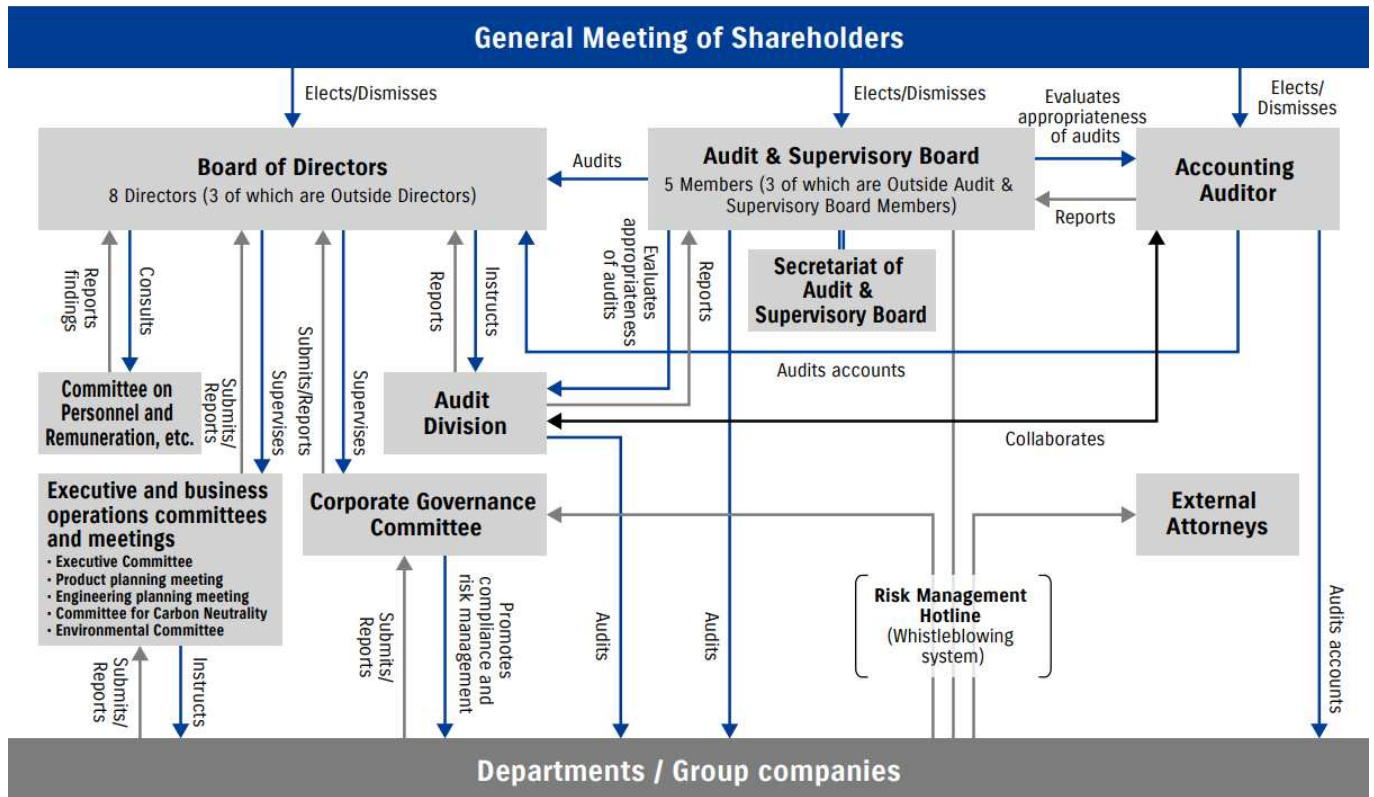 General Meeting of Shareholders
Elects/Dismisses
Elects/Dismisses
Elects/
Dismisses
Evaluates
appropriateness
of audits
Board of Directors
8 Directors (3 of which are Outside Directors)
Audits
Audit & Supervisory Board
5 Members (3 of which are Outside Audit &
Supervisory Board Members)
Accounting
Auditor
Reports
Reports
findings
Consults
Submits/
Reports
Supervises
Submits/Reports
Supervises
Reports
Instructs
Evaluates
appropriateness
of audits
Reports
Secretariat of
Audit &
Supervisory Board
Audits accounts
Committee on
Personnel and
Remuneration, etc.
Audit
Division
Collaborates
Executive and business
operations committees
and meetings
· Executive Committee
· Product planning meeting
· Engineering planning meeting
· Committee for Carbon Neutrality
· Environmental Committee
Corporate Governance
Committee
External
Attorneys
Risk Management
Hotline
(Whistleblowing
system)
Submits/
Reports
Instructs
Submits/
Reports
Promotes
compliance and
risk management
Audits
Audits
Audits accounts
Departments / Group companies